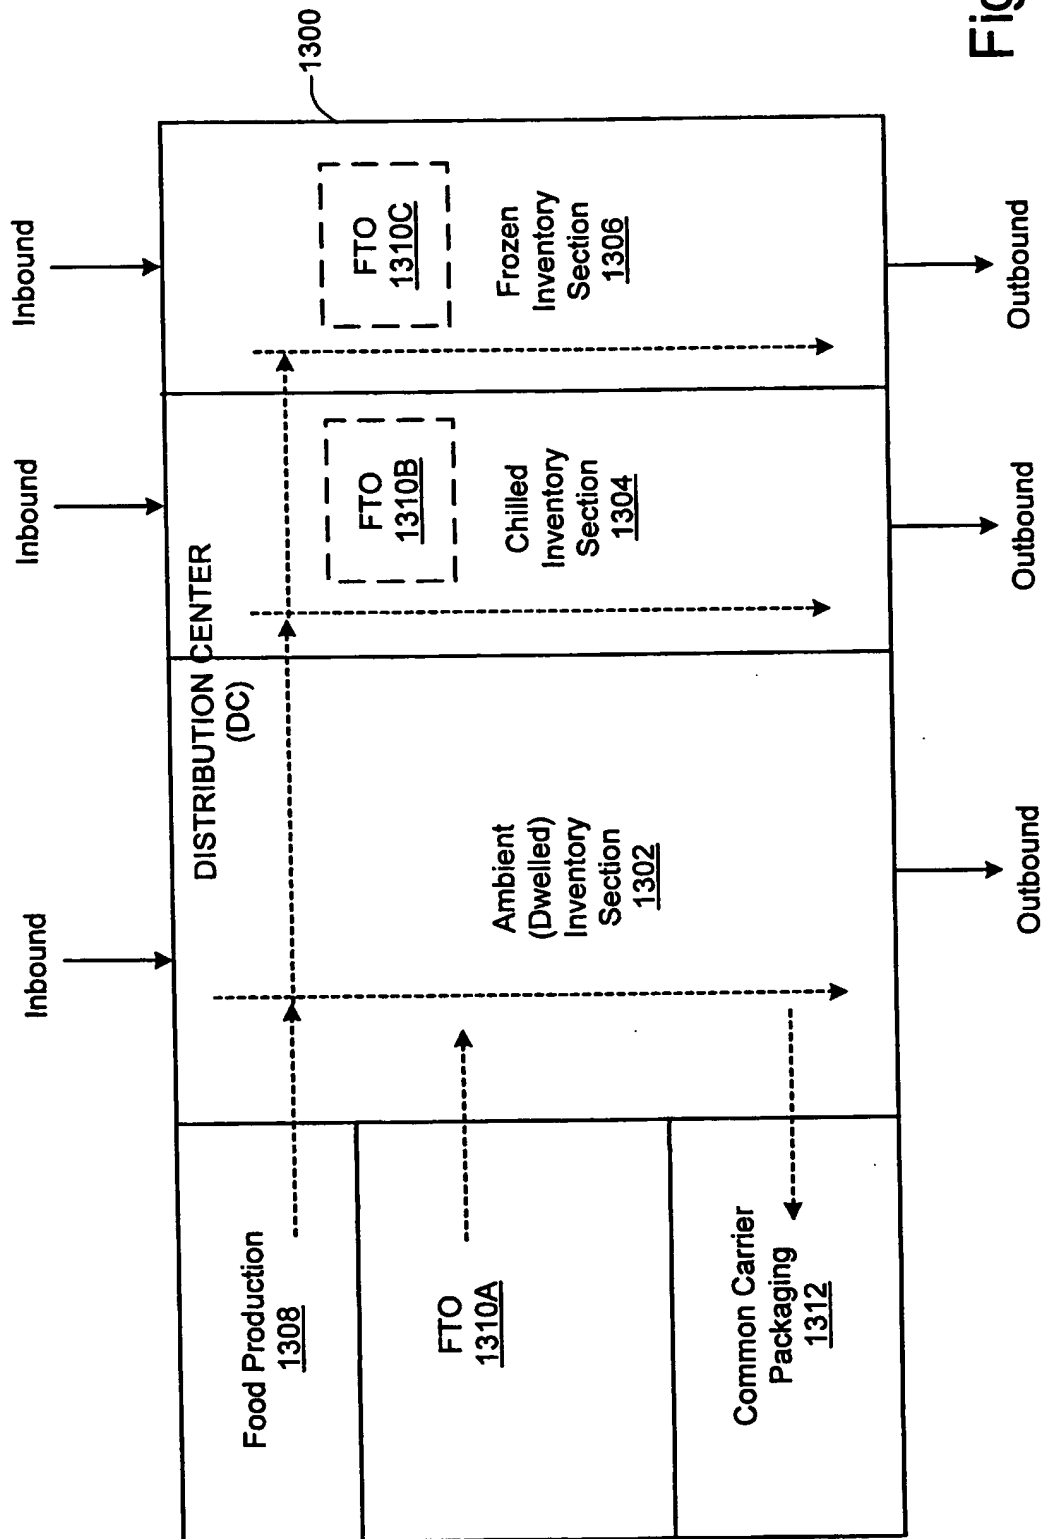 Inbound
Inbound
Inbound
1300
DISTRIBUTION CENTER
(DC)
Food Production
1308
FTO
1310A
Common Carrier
Packaging
1312
Ambient
(Dwelled)
Inventory
Section
1302
FTO
1310B
Chilled
Inventory
Section
1304
FTO
1310C
Frozen
Inventory
Section
1306
Outbound
Outbound
Outbound
Fig